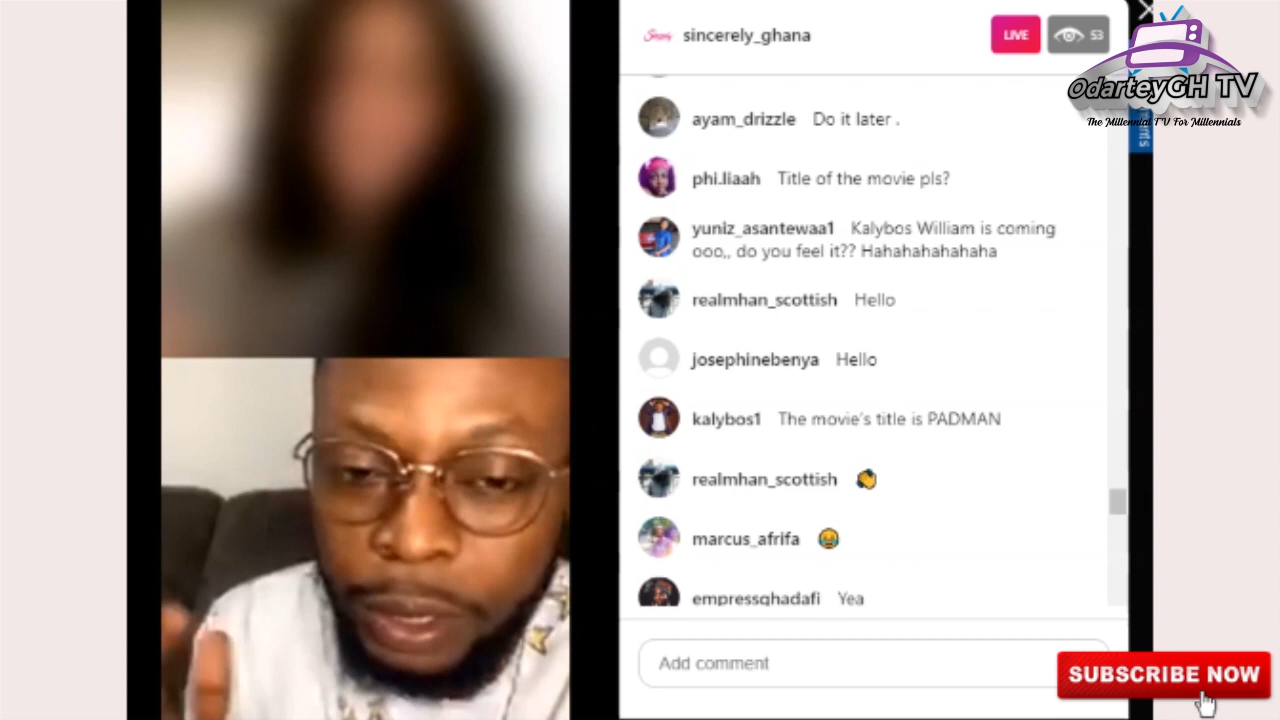 sincerely_ghana
LIVE
53
OdarteyGH TV
The Millennial TV For Millennials
ayam_drizzle Do it later .
phi.liaah Title of the movie pls?
yuniz_asantewaa1 Kalybos William is coming
ooo,, do you feel it?? Hahahahahahaha
realmhan_scottish Hello
josephinebenya Hello
kalybos1 The movie's title is PADMAN
realmhan_scottish 👏
marcus_afrifa 😂
empressghadafi Yea
Add comment
SUBSCRIBE NOW